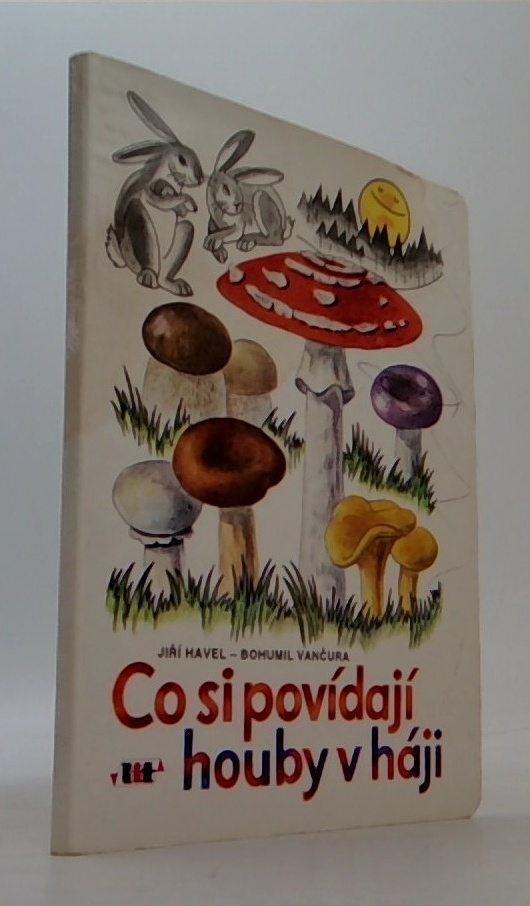 JIŘÍ HAVEL – BOHUMIL VANČURA
Co si povídají
houby v háji